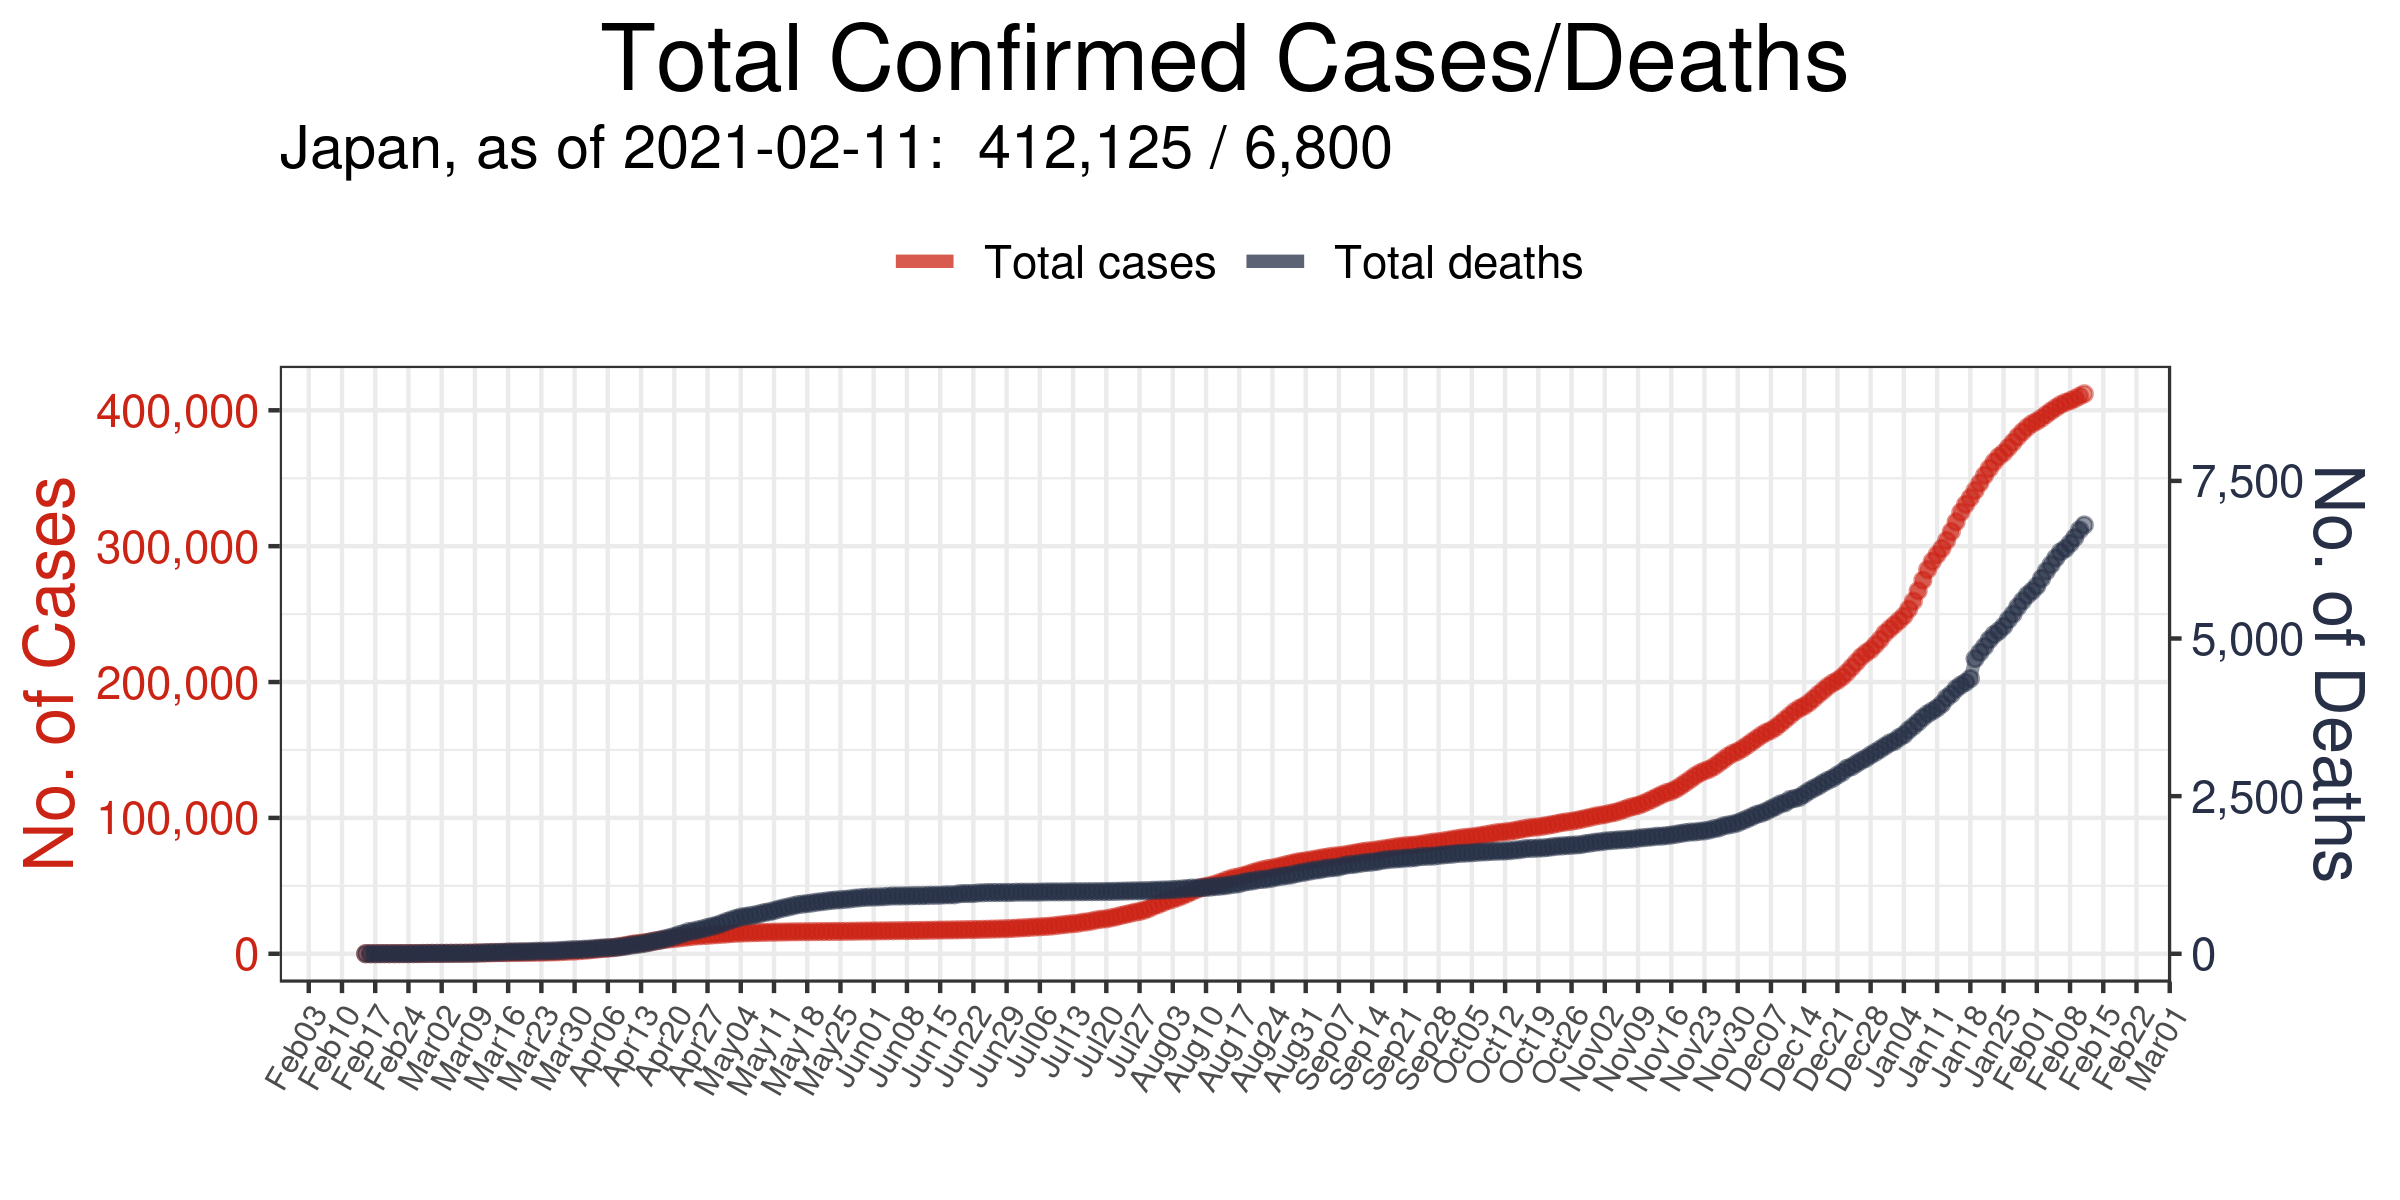 Total Confirmed Cases/Deaths
Japan, as of 2021-02-11:  412,125 / 6,800
Total cases
Total deaths
No. of Cases
400,000
300,000
200,000
100,000
0
7,500
5,000
2,500
0
No. of Deaths
Feb03
Feb10
Feb17
Feb24
Mar02
Mar09
Mar16
Mar23
Mar30
Apr06
Apr13
Apr20
Apr27
May04
May11
May18
May25
Jun01
Jun08
Jun15
Jun22
Jun29
Jul06
Jul13
Jul20
Jul27
Aug03
Aug10
Aug17
Aug24
Aug31
Sep07
Sep14
Sep21
Sep28
Oct05
Oct12
Oct19
Oct26
Nov02
Nov09
Nov16
Nov23
Nov30
Dec07
Dec14
Dec21
Dec28
Jan04
Jan11
Jan18
Jan25
Feb01
Feb08
Feb15
Feb22
Mar01